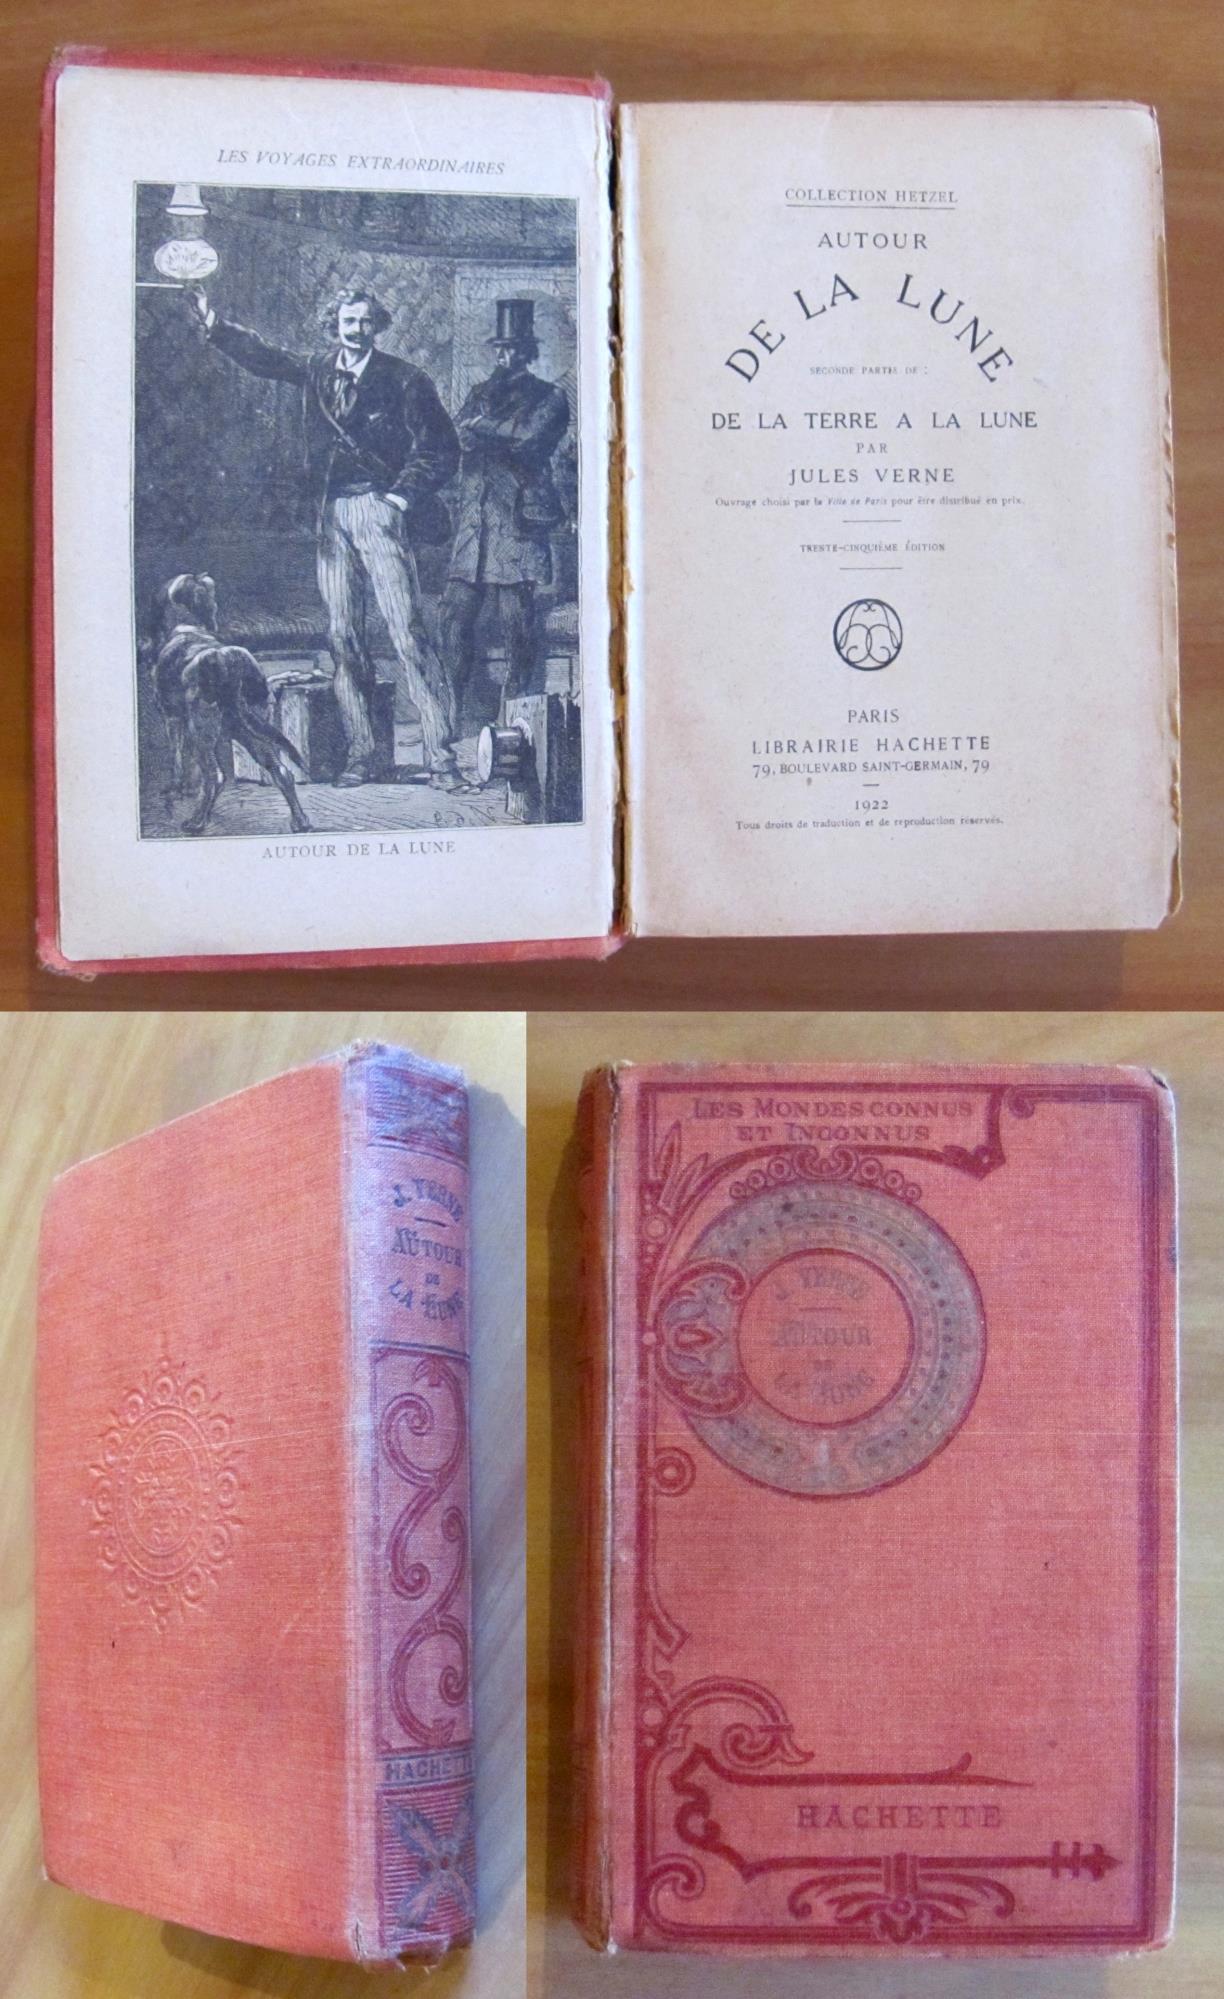 LES VOYAGES EXTRAORDINAIRES
AUTOUR DE LA LUNE
COLLECTION HETZEL
AUTOUR
DE LA LUNE
SECONDE PARTIE DE :
DE LA TERRE A LA LUNE
PAR
JULES VERNE
Ouvrage choisi par la Ville de Paris pour être distribué en prix.
TRENTE-CINQUIÈME ÉDITION
PARIS
LIBRAIRIE HACHETTE
79, BOULEVARD SAINT-GERMAIN, 79
1922
Tous droits de traduction et de reproduction réservés.
J. VERNE
AUTOUR
DE
LA LUNE
HACHETTE
LES MONDES CONNUS
ET INCONNUS
J. VERNE
AUTOUR
DE
LA LUNE
HACHETTE